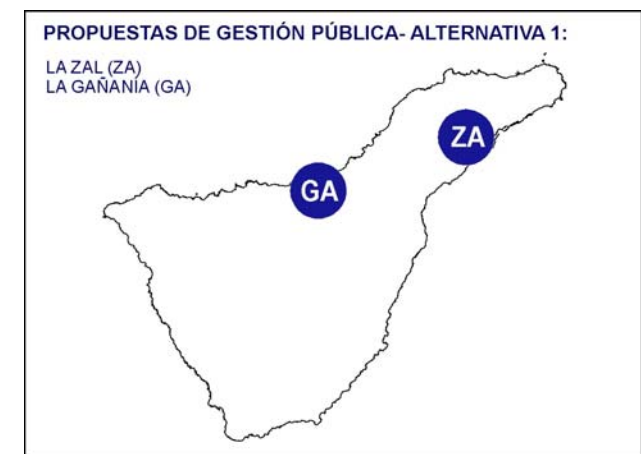 PROPUESTAS DE GESTIÓN PÚBLICA- ALTERNATIVA 1:
LA ZAL (ZA)
LA GAÑANÍA (GA)
ZA
GA